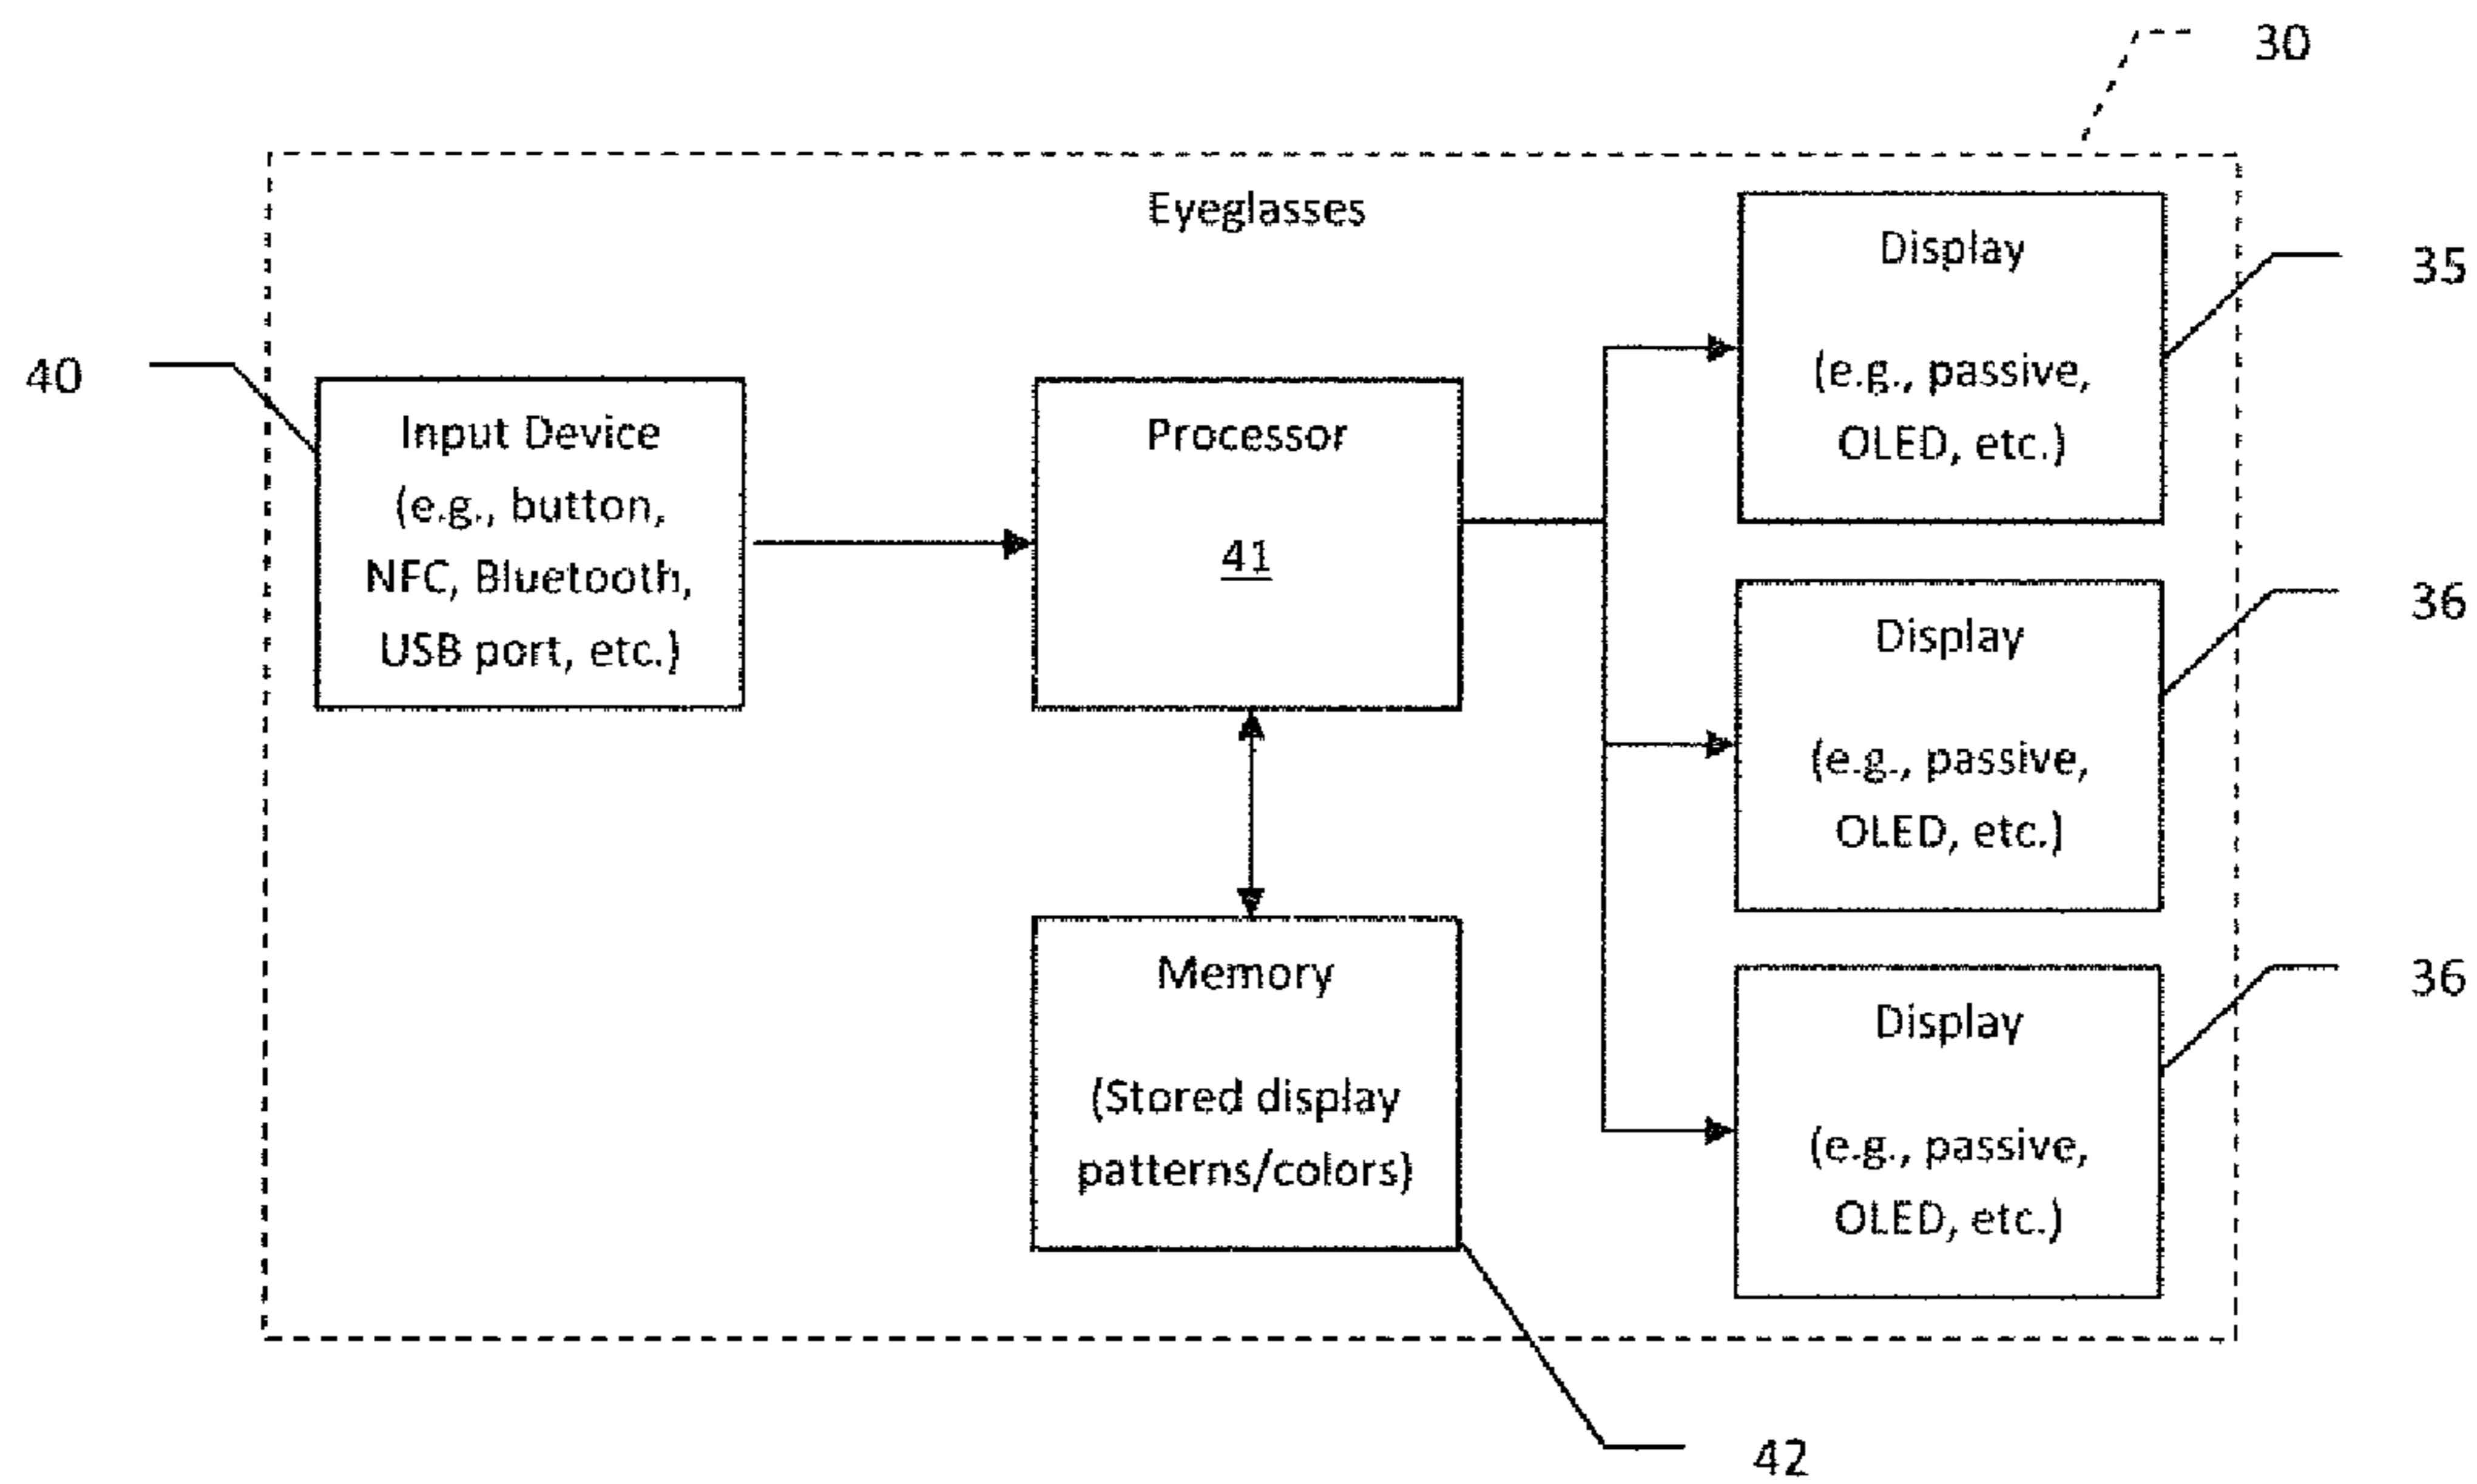 30
Eyeglasses
Display
(e.g., passive,
OLED, etc.)
35
40
Input Device
(e.g., button,
NFC, Bluetooth,
USB port, etc.)
Processor
41
Display
(e.g., passive,
OLED, etc.)
36
Memory
(Stored display
patterns/colors)
Display
(e.g., passive,
OLED, etc.)
36
42